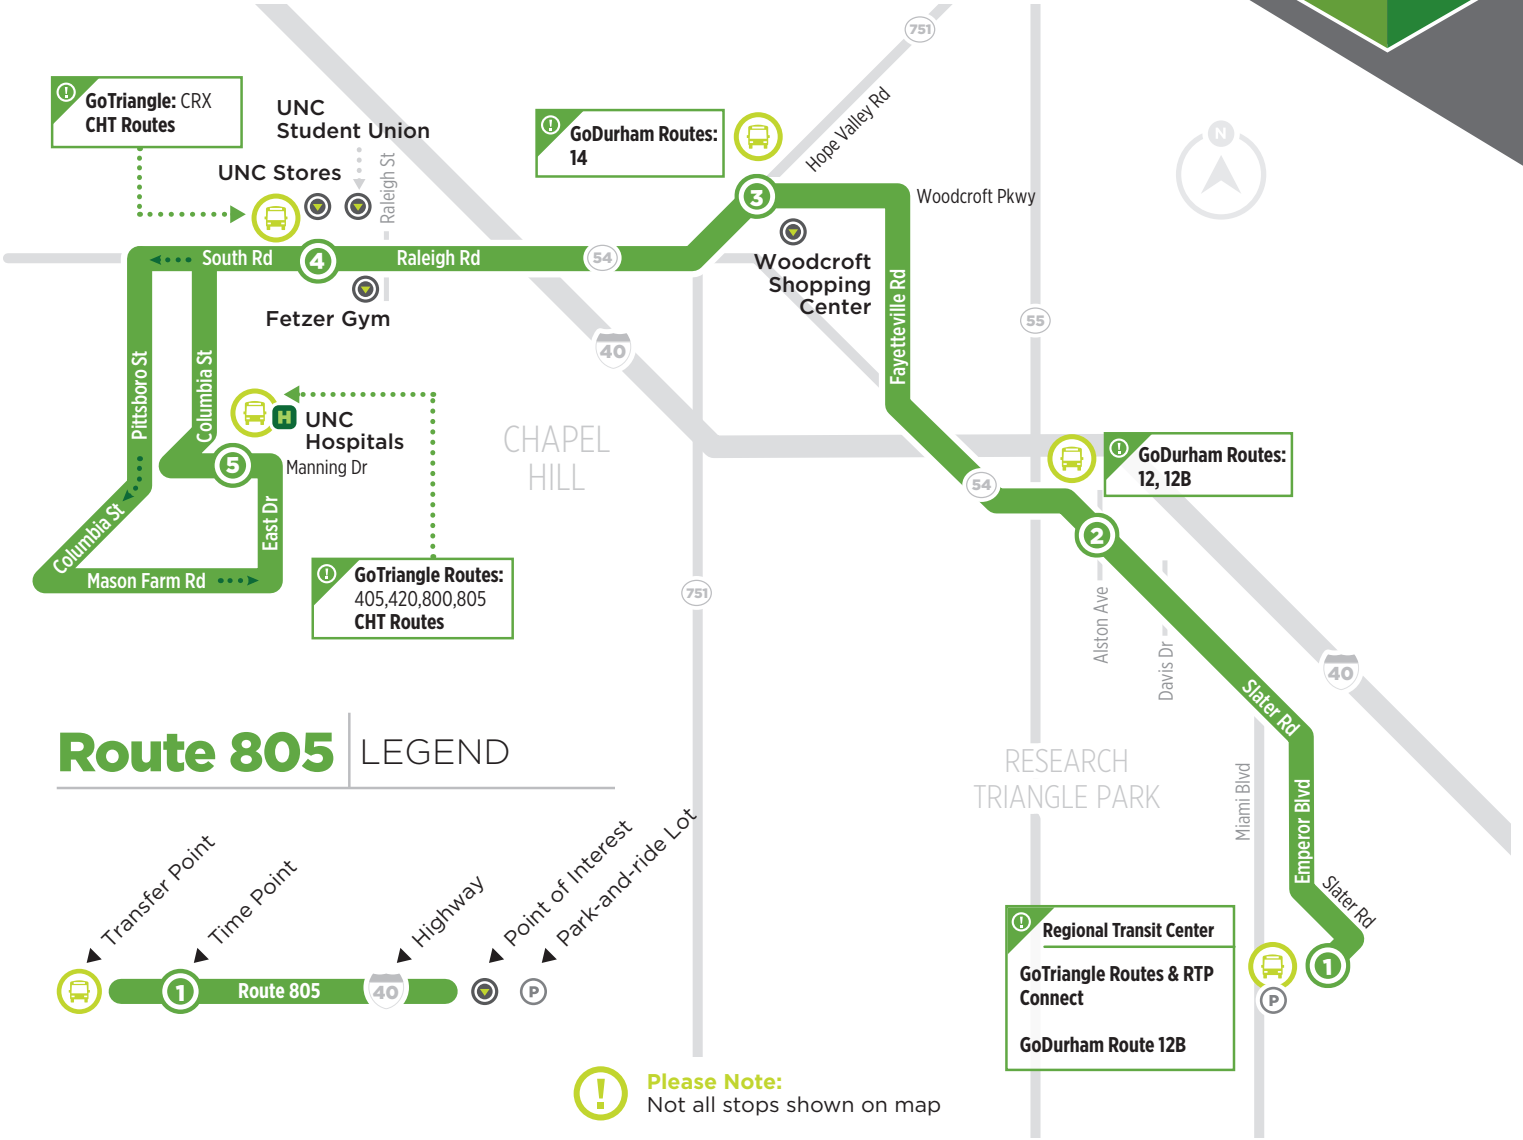 751
GoTriangle: CRX
CHT Routes
UNC
Student Union
GoDurham Routes:
14
Hope Valley Rd
N
UNC Stores
Raleigh St
3
Woodcroft Pkwy
South Rd
4
Raleigh Rd
54
Woodcroft
Shopping
Center
Fetzer Gym
Fayetteville Rd
55
40
Pittsboro St
Columbia St
H
UNC
Hospitals
CHAPEL
HILL
5
Manning Dr
GoDurham Routes:
12, 12B
54
Columbia St
East Dr
2
Mason Farm Rd
GoTriangle Routes:
405,420,800,805
CHT Routes
751
Alston Ave
Davis Dr
40
Slater Rd
Route 805
LEGEND
RESEARCH
TRIANGLE PARK
Miami Blvd
Emperor Blvd
Slater Rd
Transfer Point
Time Point
Highway
Point of Interest
Park-and-ride Lot
1
Route 805
40
P
Regional Transit Center
GoTriangle Routes & RTP
Connect
GoDurham Route 12B
1
P
!
Please Note:
Not all stops shown on map